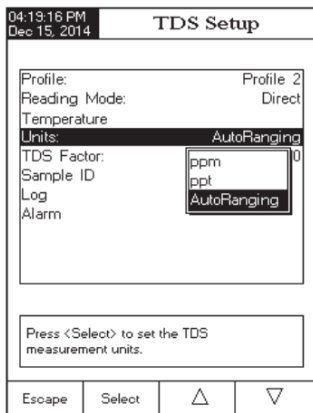 04:19:16 PM
Dec 15, 2014
TDS Setup
Profile: Profile 2
Reading Mode: Direct
Temperature
Units: AutoRanging
TDS Factor: 0
Sample ID
Log
Alarm
ppm
ppt
AutoRanging
Press <Select> to set the TDS
measurement units.
Escape Select △ ▽